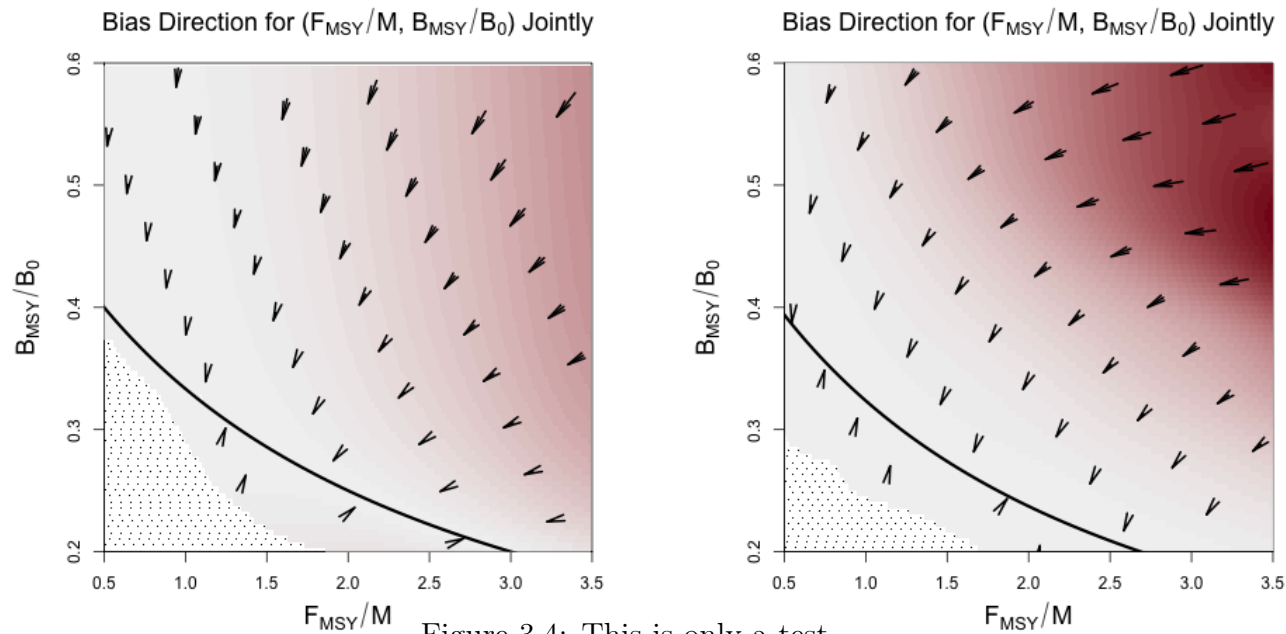 Bias Direction for (F_MSY/M, B_MSY/B_0) Jointly
0.6
0.5
0.4
0.3
0.2
B_MSY/B_0
0.5 1.0 1.5 2.0 2.5 3.0 3.5
F_MSY/M
Bias Direction for (F_MSY/M, B_MSY/B_0) Jointly
0.6
0.5
0.4
0.3
0.2
B_MSY/B_0
0.5 1.0 1.5 2.0 2.5 3.0 3.5
F_MSY/M
Figure 3.4: This is only a test